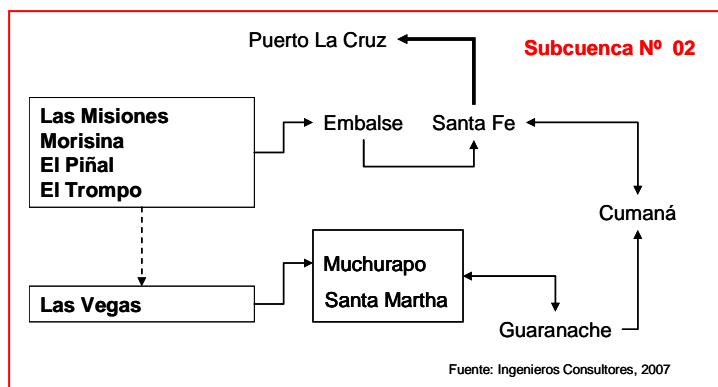 Puerto La Cruz
Subcuenca Nº 02
Las Misiones
Morisina
El Piñal
El Trompo
Embalse
Santa Fe
Cumaná
Muchurapo
Santa Martha
Las Vegas
Guaranache
Fuente: Ingenieros Consultores, 2007